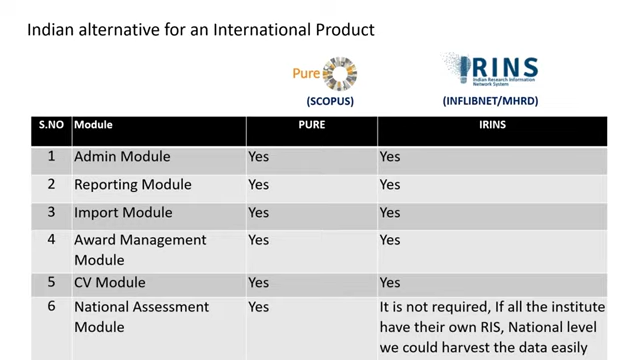 Indian alternative for an International Product
Pure
IRINS
Indian Research Information
Network System
(SCOPUS)
(INFLIBNET/MHRD)
S.NO Module PURE IRINS
1 Admin Module Yes Yes
2 Reporting Module Yes Yes
3 Import Module Yes Yes
4 Award Management Yes Yes
Module
5 CV Module Yes Yes
6 National Assessment Yes It is not required, If all the institute
Module have their own RIS, National level
we could harvest the data easily